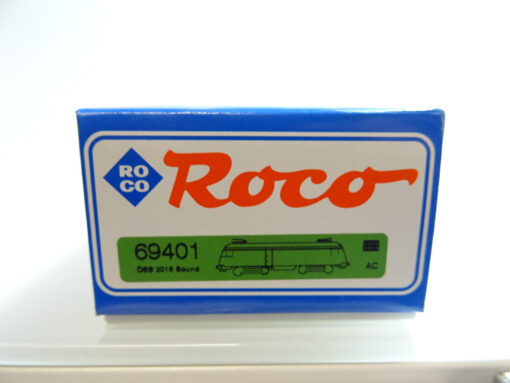 RO
CO
Roco
69401
ÖBB 2016 Sound
AC